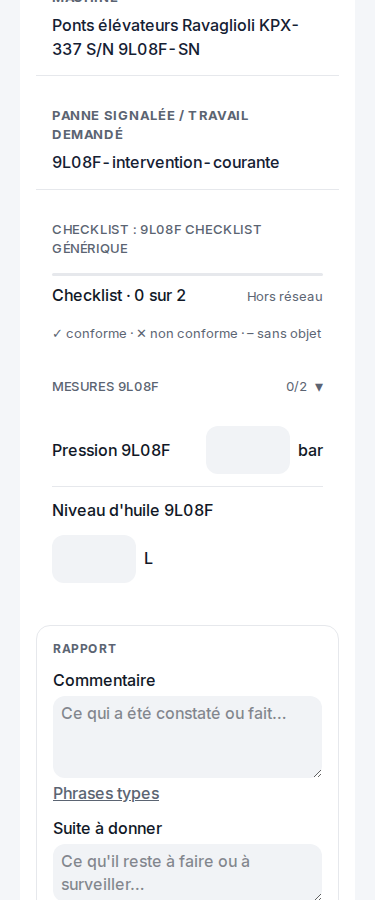 Ponts élévateurs Ravaglioli KPX-
337 S/N 9L08F-SN
PANNE SIGNALÉE / TRAVAIL
DEMANDÉ
9L08F-intervention-courante
CHECKLIST : 9L08F CHECKLIST
GÉNÉRIQUE
Checklist · 0 sur 2 Hors réseau
✓ conforme · ✕ non conforme · – sans objet
MESURES 9L08F 0/2 ▼
Pression 9L08F bar
Niveau d'huile 9L08F
L
RAPPORT
Commentaire
Ce qui a été constaté ou fait…
Phrases types
Suite à donner
Ce qu'il reste à faire ou à
surveiller…